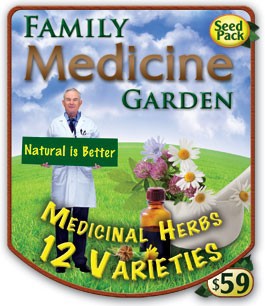 FAMILY
Seed
Pack
Medicine
GARDEN
Natural is Better
MEDICINAL HERBS
12 VARIETIES
$59